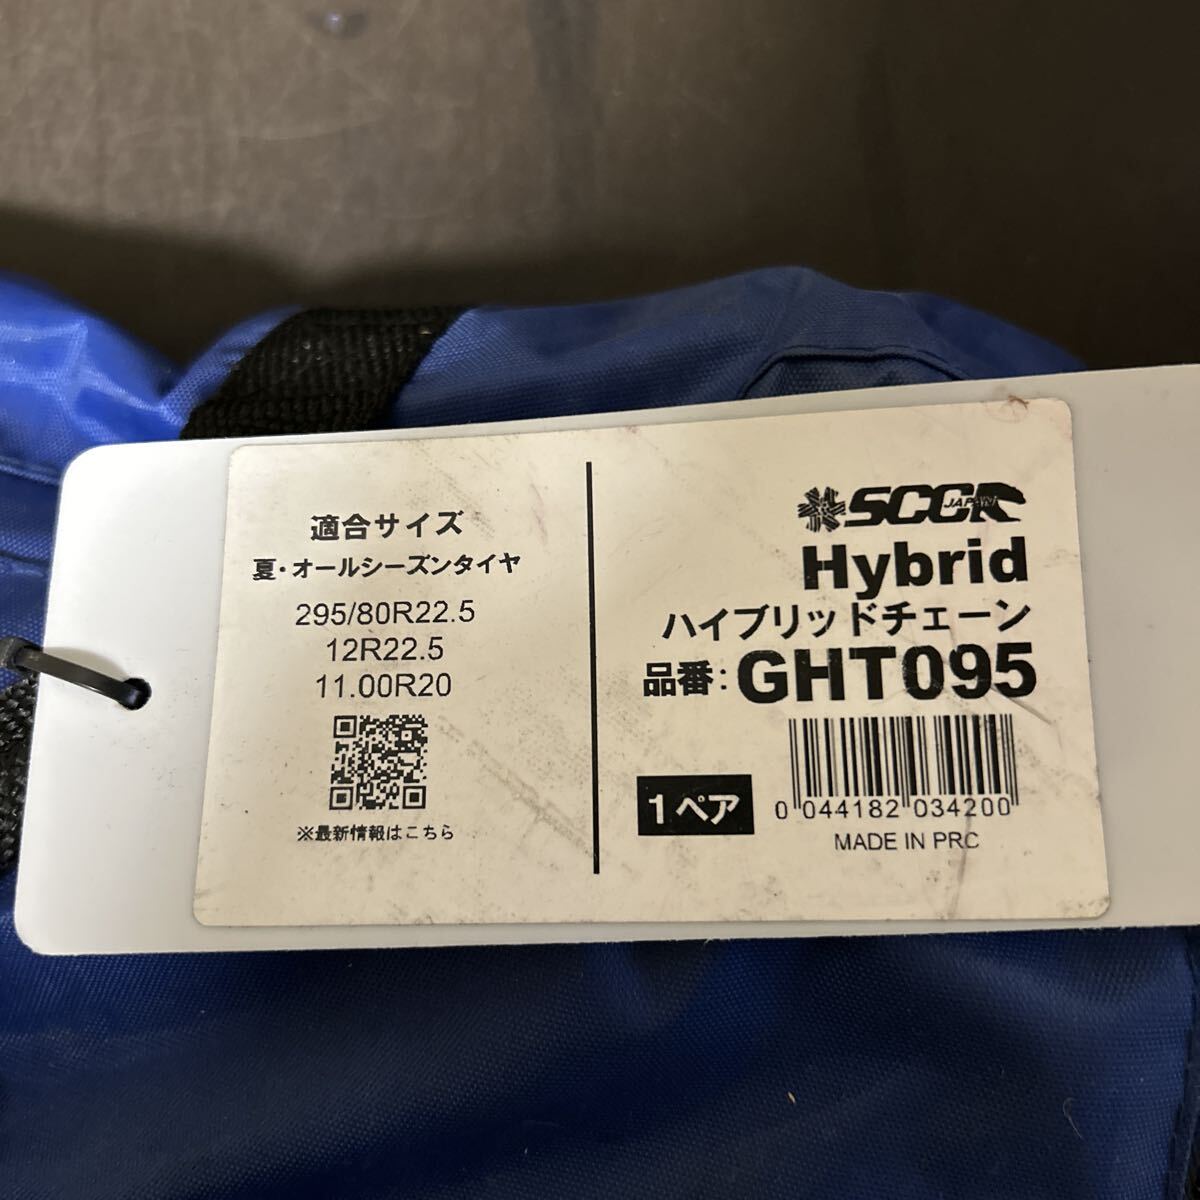 適合サイズ
夏・オールシーズンタイヤ
295/80R22.5
12R22.5
11.00R20
※最新情報はこちら
SCC JAPAN
Hybrid
ハイブリッドチェーン
品番:GHT095
1ペア
0 044182 034200
MADE IN PRC